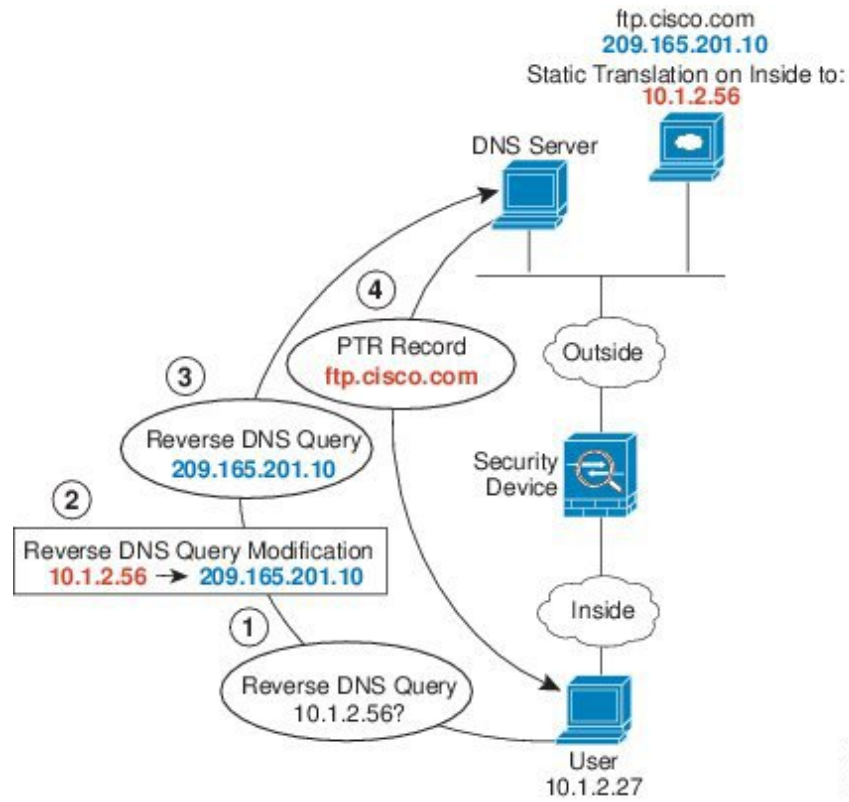 ftp.cisco.com
209.165.201.10
Static Translation on Inside to:
10.1.2.56
DNS Server
4
PTR Record
ftp.cisco.com
Outside
3
Reverse DNS Query
209.165.201.10
Security
Device
2
Reverse DNS Query Modification
10.1.2.56 → 209.165.201.10
Inside
1
Reverse DNS Query
10.1.2.56?
User
10.1.2.27